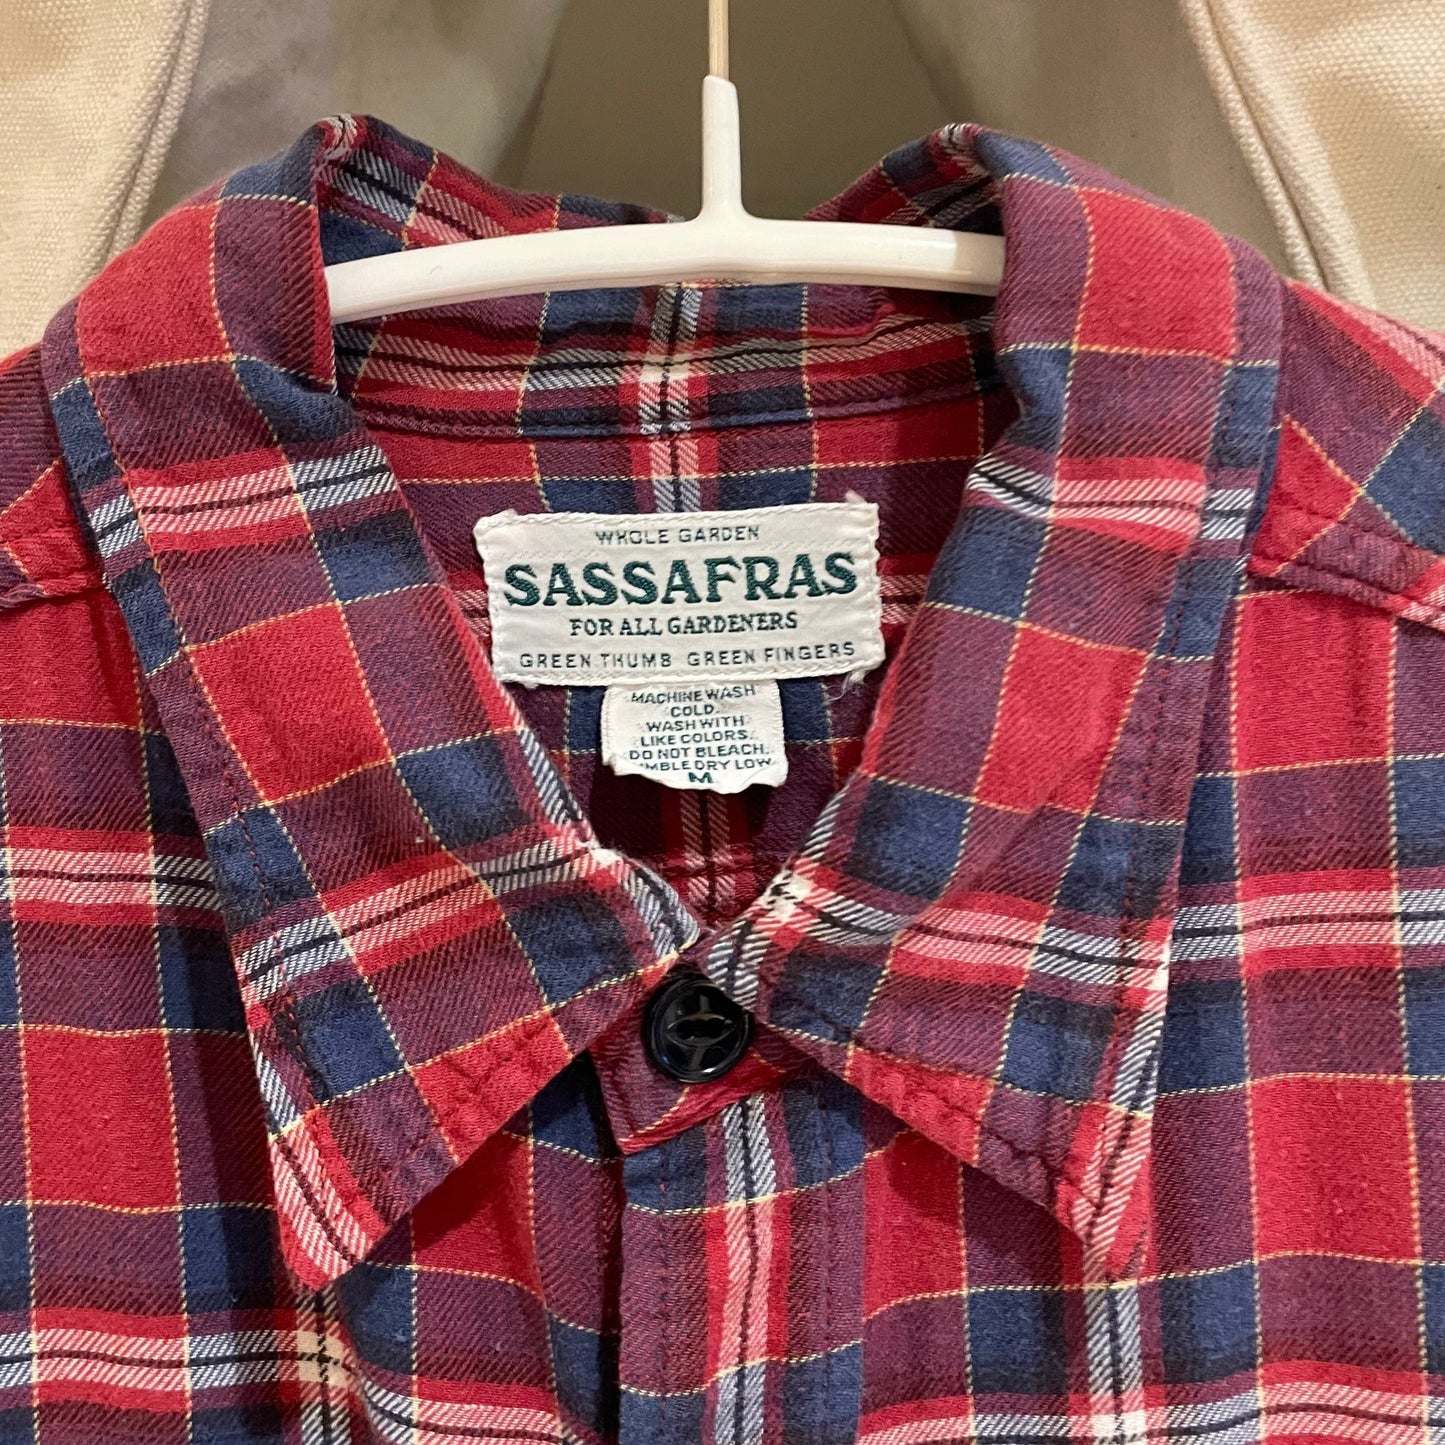 WHOLE GARDEN
SASSAFRAS
FOR ALL GARDENERS
GREEN THUMB GREEN FINGERS
MACHINE WASH
COLD.
WASH WITH
LIKE COLORS.
DO NOT BLEACH.
UMBLE DRY LOW
M